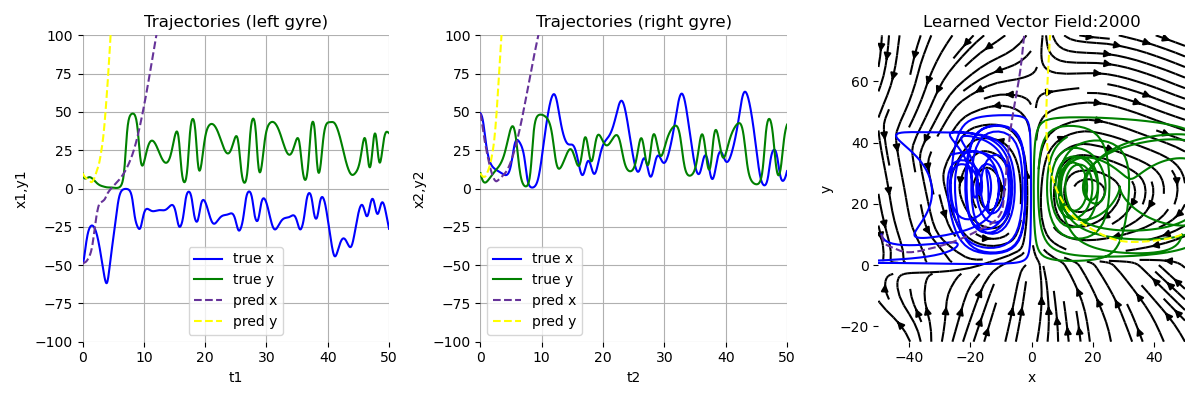 Trajectories (left gyre)
100
75
50
25
0
−25
−50
−75
−100
0
10
20
30
40
50
x1,y1
t1
true x
true y
pred x
pred y
Trajectories (right gyre)
100
75
50
25
0
−25
−50
−75
−100
0
10
20
30
40
50
x2,y2
t2
true x
true y
pred x
pred y
Learned Vector Field:2000
60
40
20
0
−20
−40
−20
0
20
40
y
x